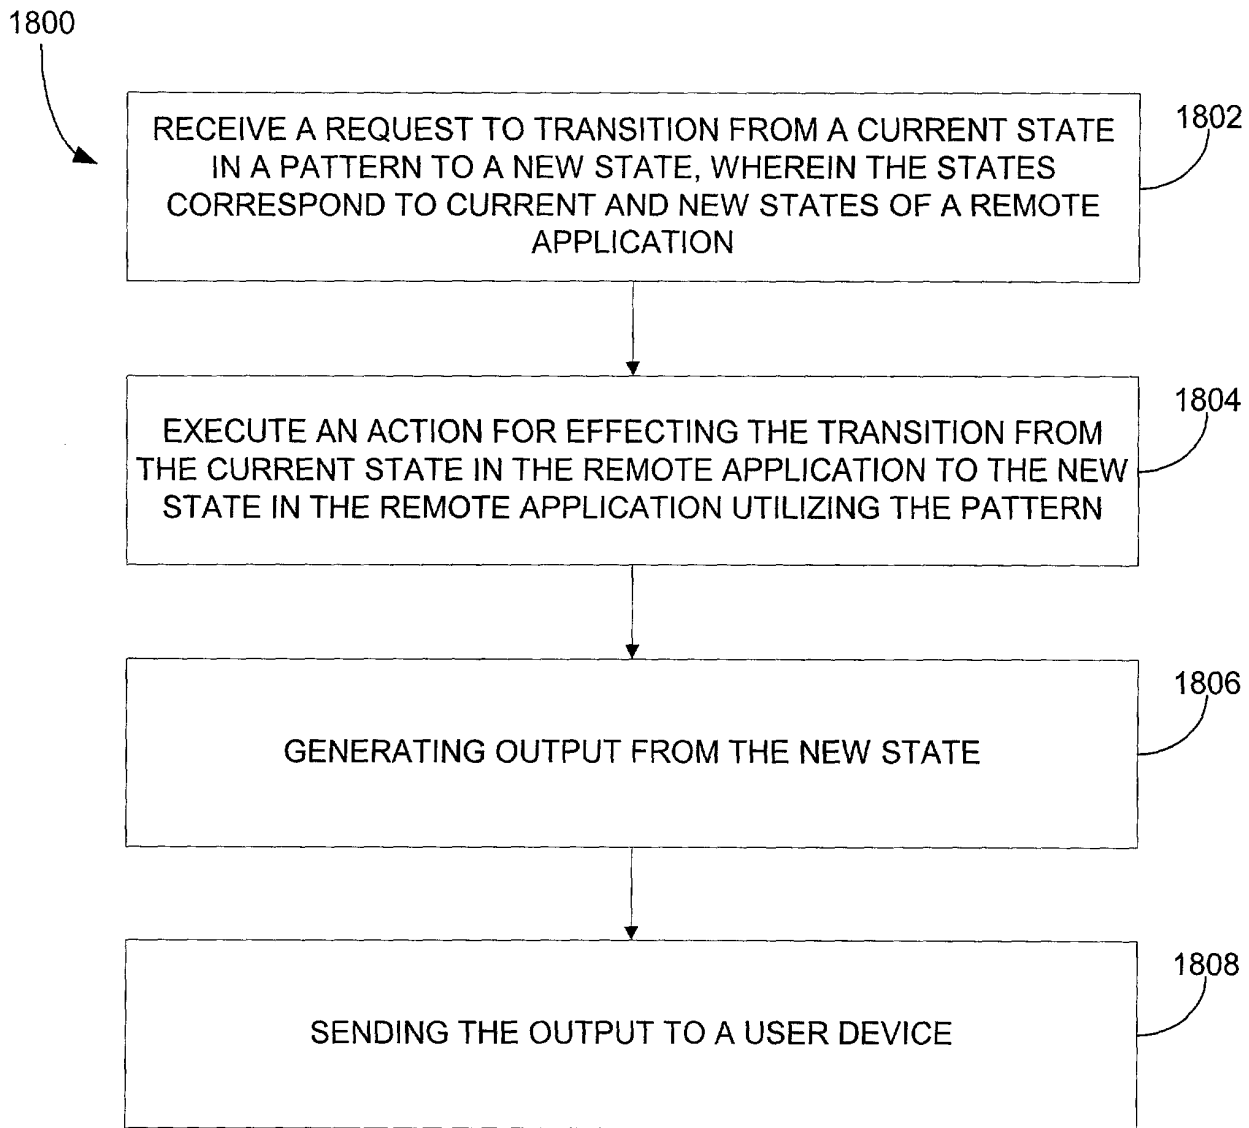 1800
RECEIVE A REQUEST TO TRANSITION FROM A CURRENT STATE
IN A PATTERN TO A NEW STATE, WHEREIN THE STATES
CORRESPOND TO CURRENT AND NEW STATES OF A REMOTE
APPLICATION
1802
EXECUTE AN ACTION FOR EFFECTING THE TRANSITION FROM
THE CURRENT STATE IN THE REMOTE APPLICATION TO THE NEW
STATE IN THE REMOTE APPLICATION UTILIZING THE PATTERN
1804
GENERATING OUTPUT FROM THE NEW STATE
1806
SENDING THE OUTPUT TO A USER DEVICE
1808